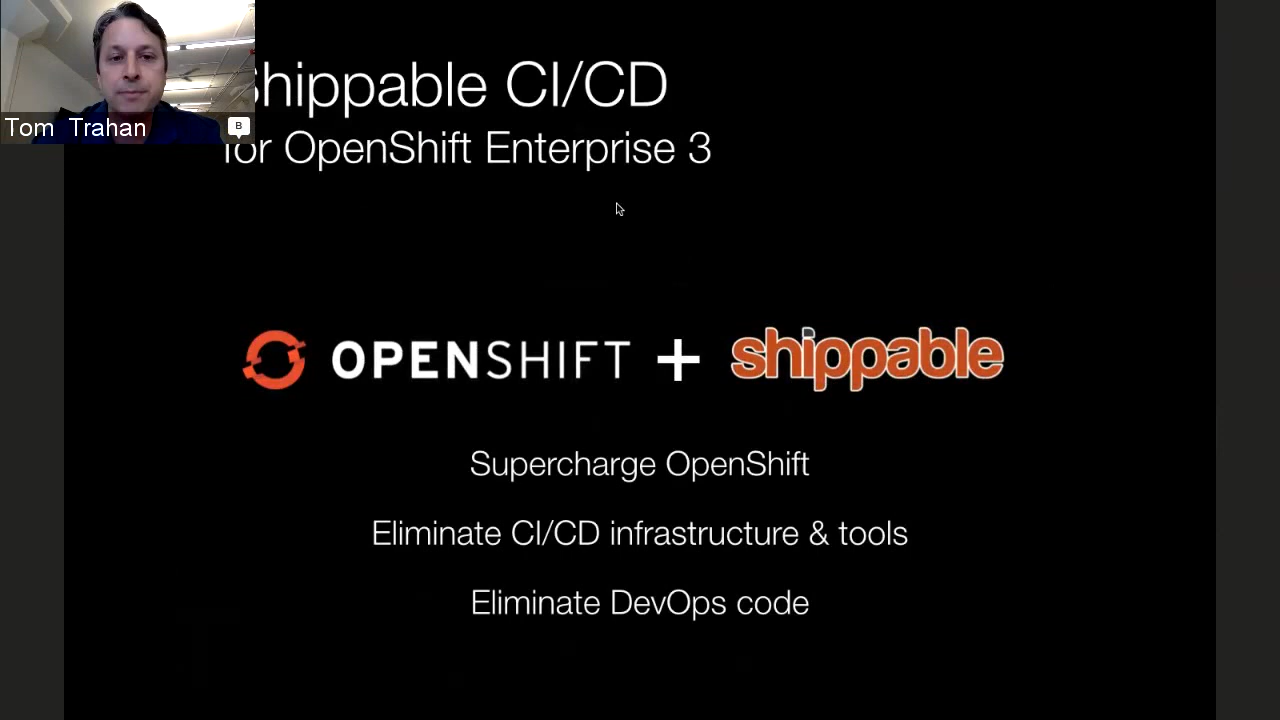 Shippable CI/CD
for OpenShift Enterprise 3
Tom Trahan
B
OPENSHIFT + shippable
Supercharge OpenShift
Eliminate CI/CD infrastructure & tools
Eliminate DevOps code